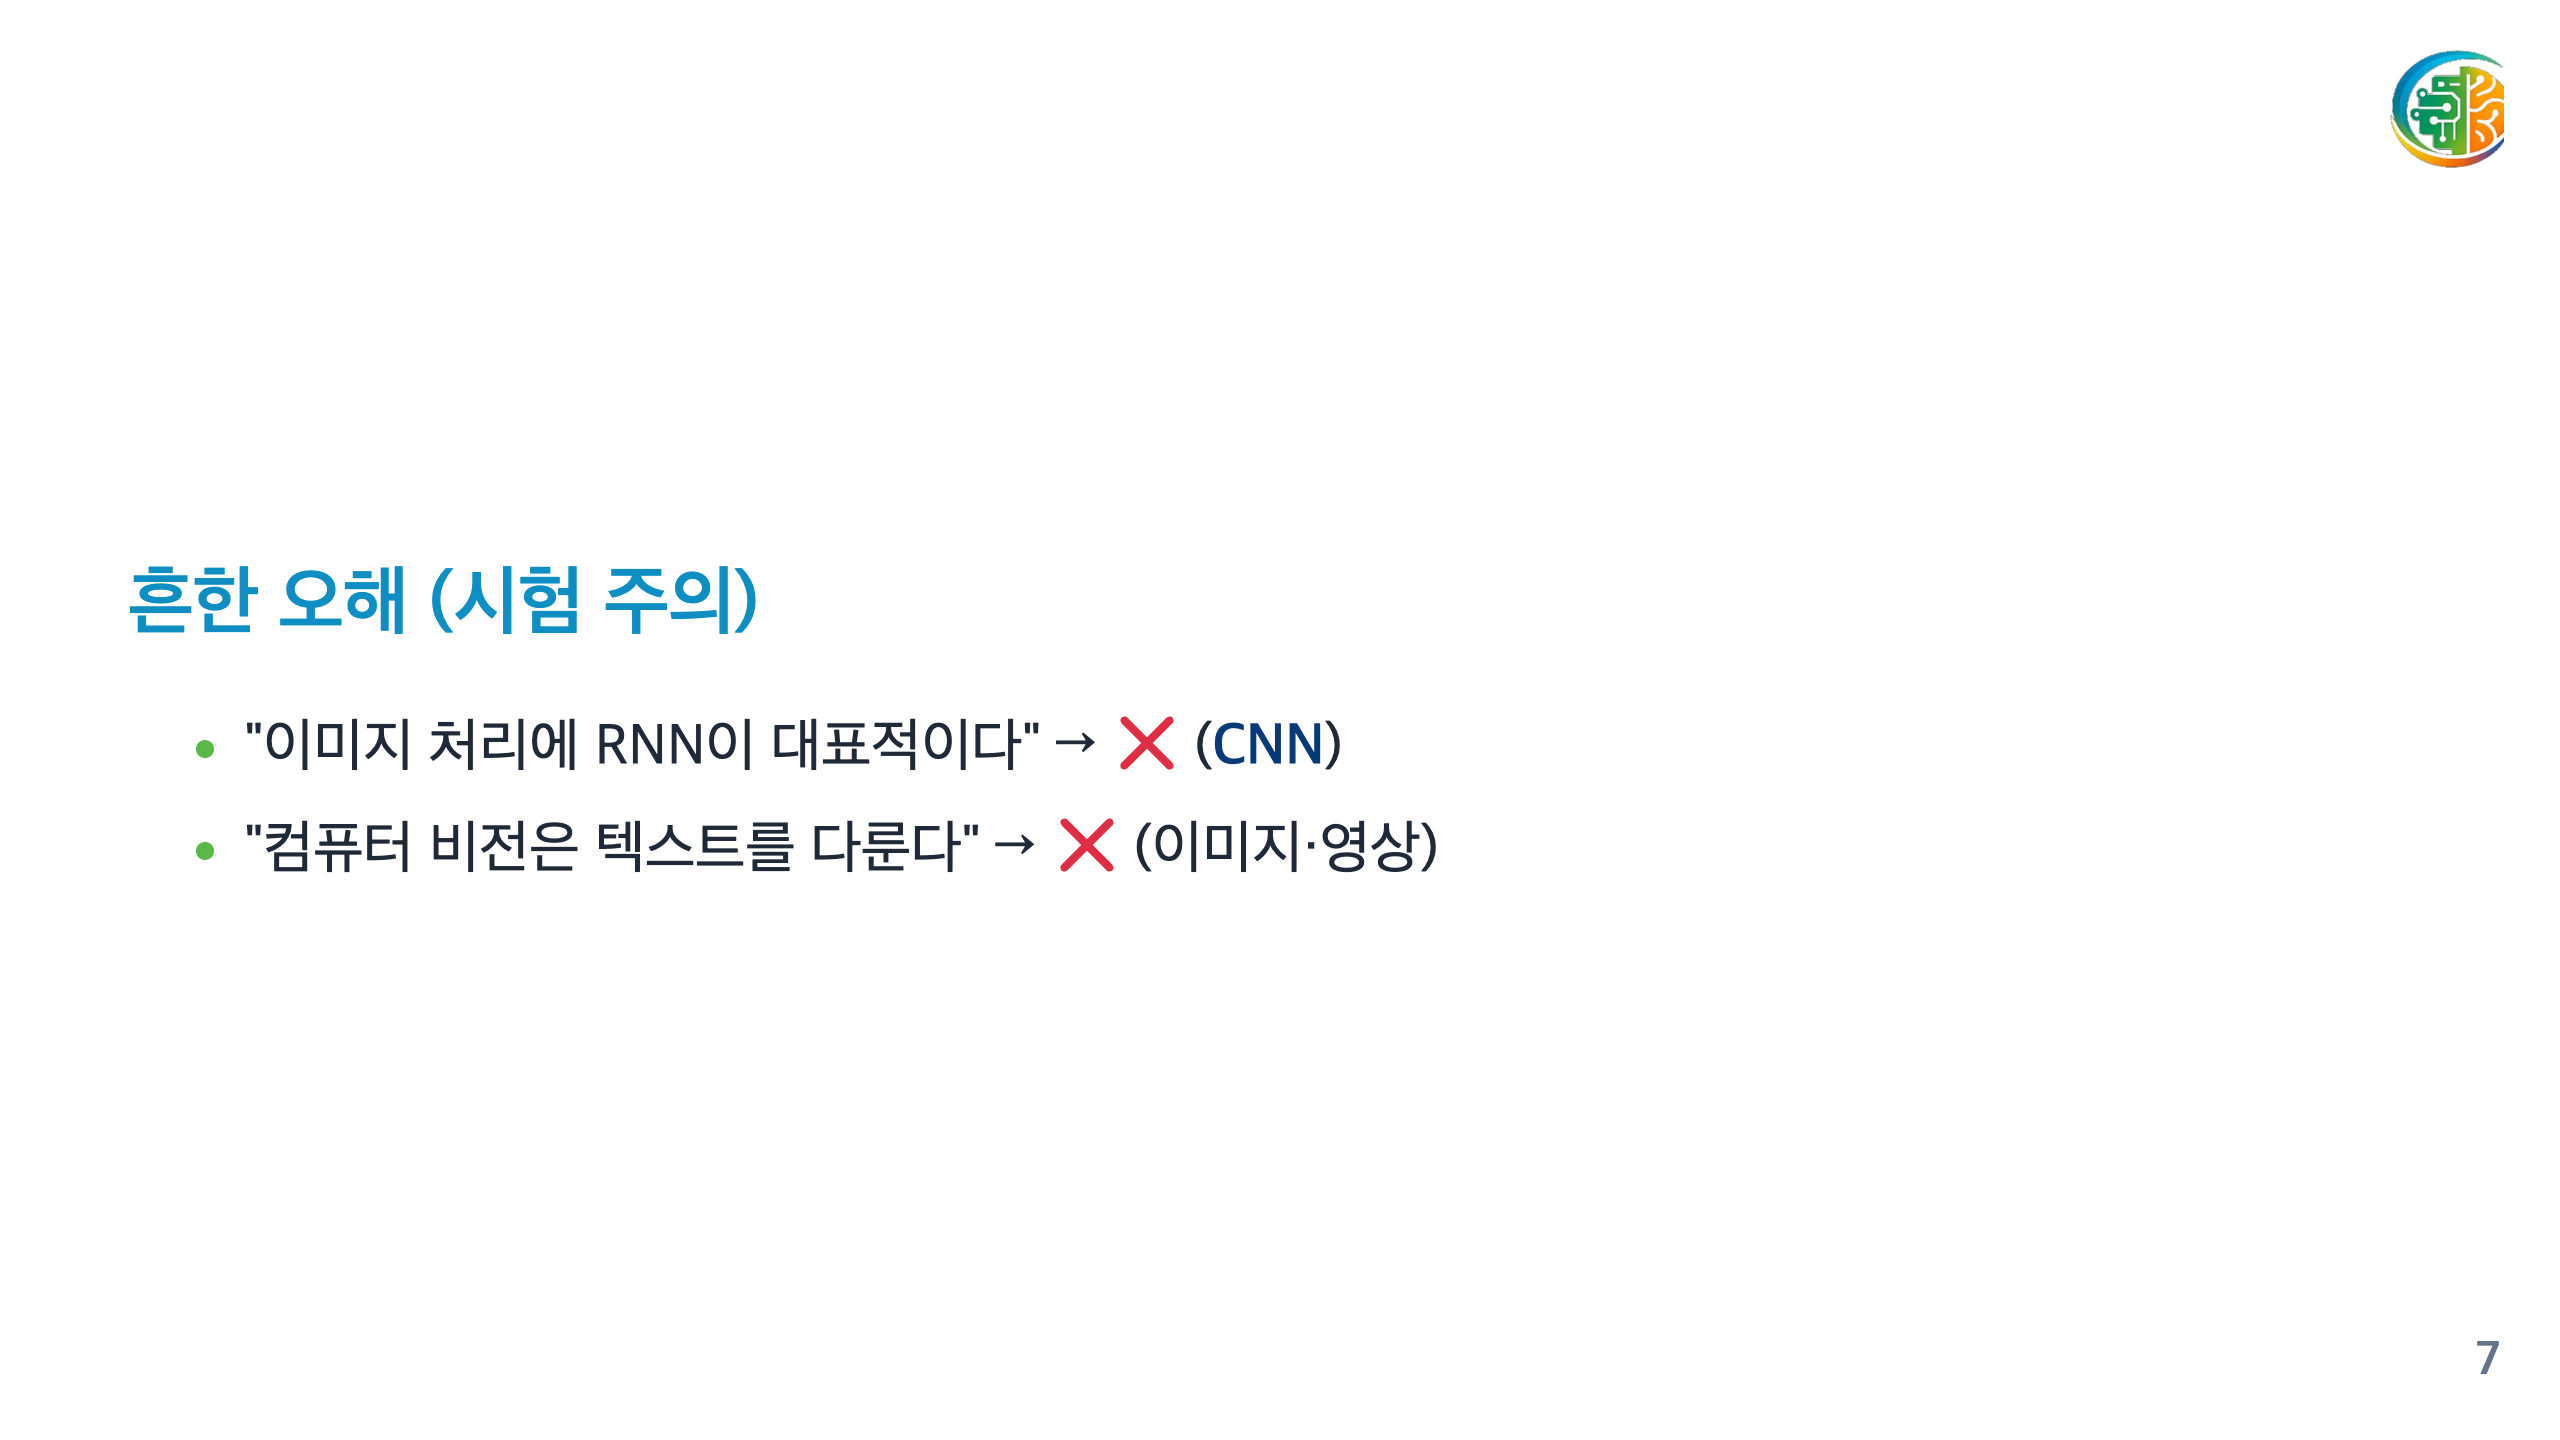 흔한 오해 (시험 주의)
• "이미지 처리에 RNN이 대표적이다" → ❌ (CNN)
• "컴퓨터 비전은 텍스트를 다룬다" → ❌ (이미지·영상)
7